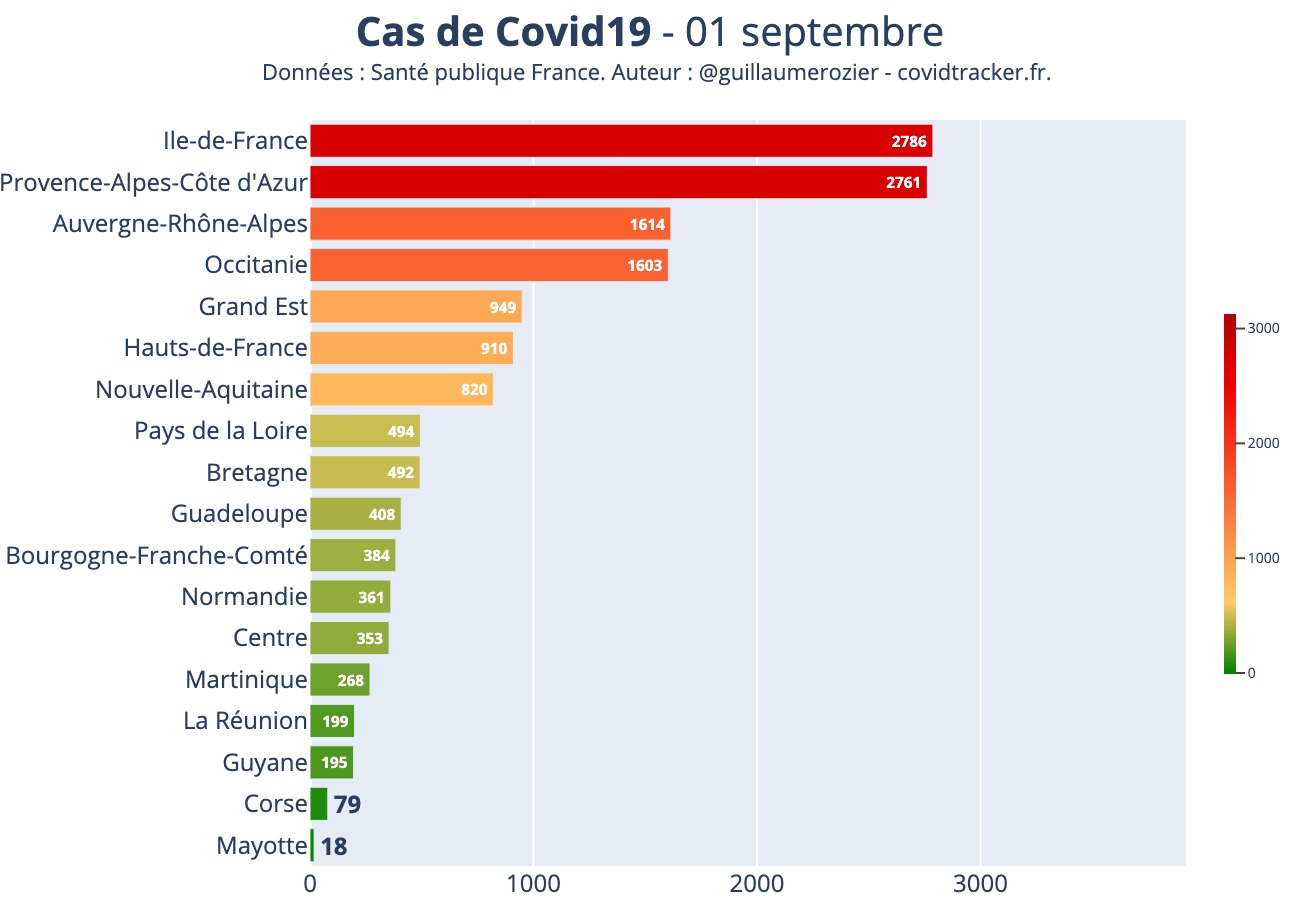 Cas de Covid19 - 01 septembre
Données : Santé publique France. Auteur : @guillaumerozier - covidtracker.fr.
Ile-de-France 2786
Provence-Alpes-Côte d'Azur 2761
Auvergne-Rhône-Alpes 1614
Occitanie 1603
Grand Est 949
Hauts-de-France 910
Nouvelle-Aquitaine 820
Pays de la Loire 494
Bretagne 492
Guadeloupe 408
Bourgogne-Franche-Comté 384
Normandie 361
Centre 353
Martinique 268
La Réunion 199
Guyane 195
Corse 79
Mayotte 18
0 1000 2000 3000
3000
2000
1000
0